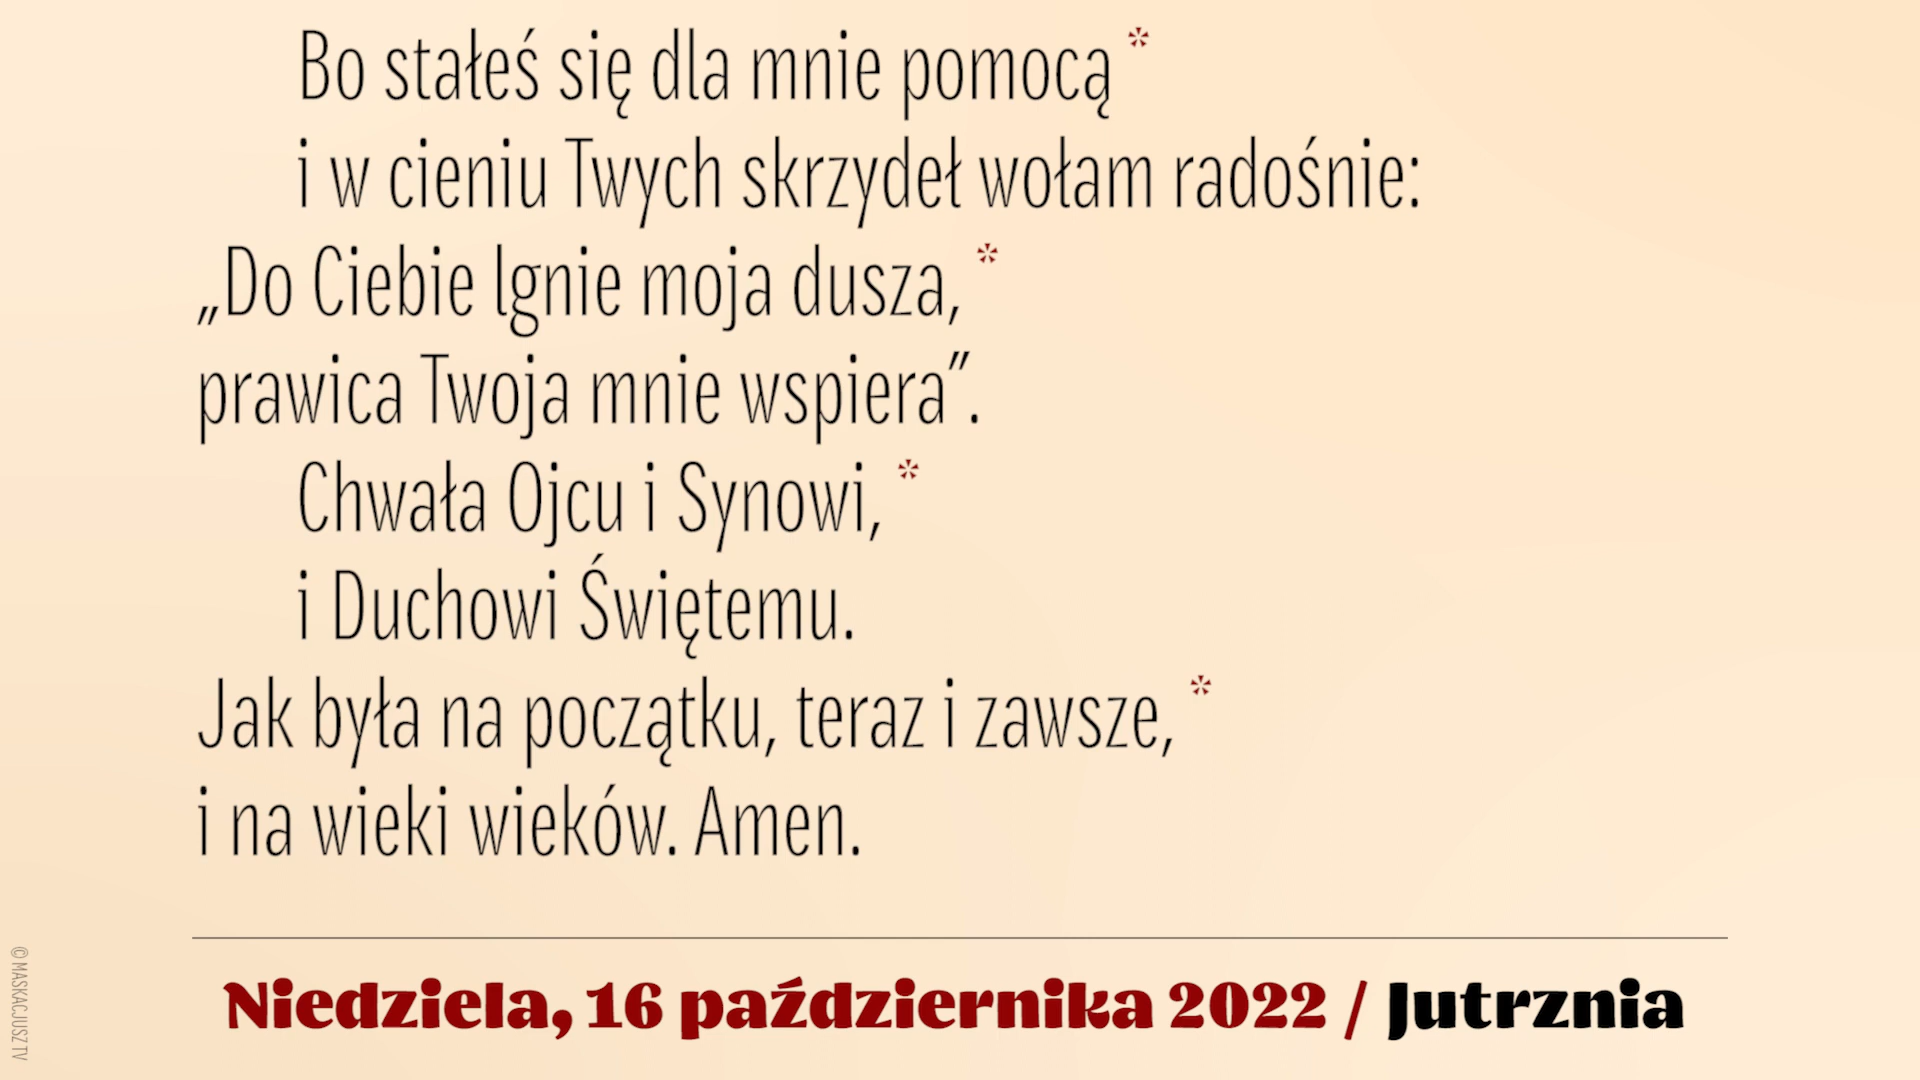 Bo stałeś się dla mnie pomocą *
i w cieniu Twych skrzydeł wołam radośnie:
„Do Ciebie lgnie moja dusza, *
prawica Twoja mnie wspiera”.
Chwała Ojcu i Synowi, *
i Duchowi Świętemu.
Jak była na początku, teraz i zawsze, *
i na wieki wieków. Amen.
Niedziela, 16 października 2022 / Jutrznia
© MASKACJUSZ TV